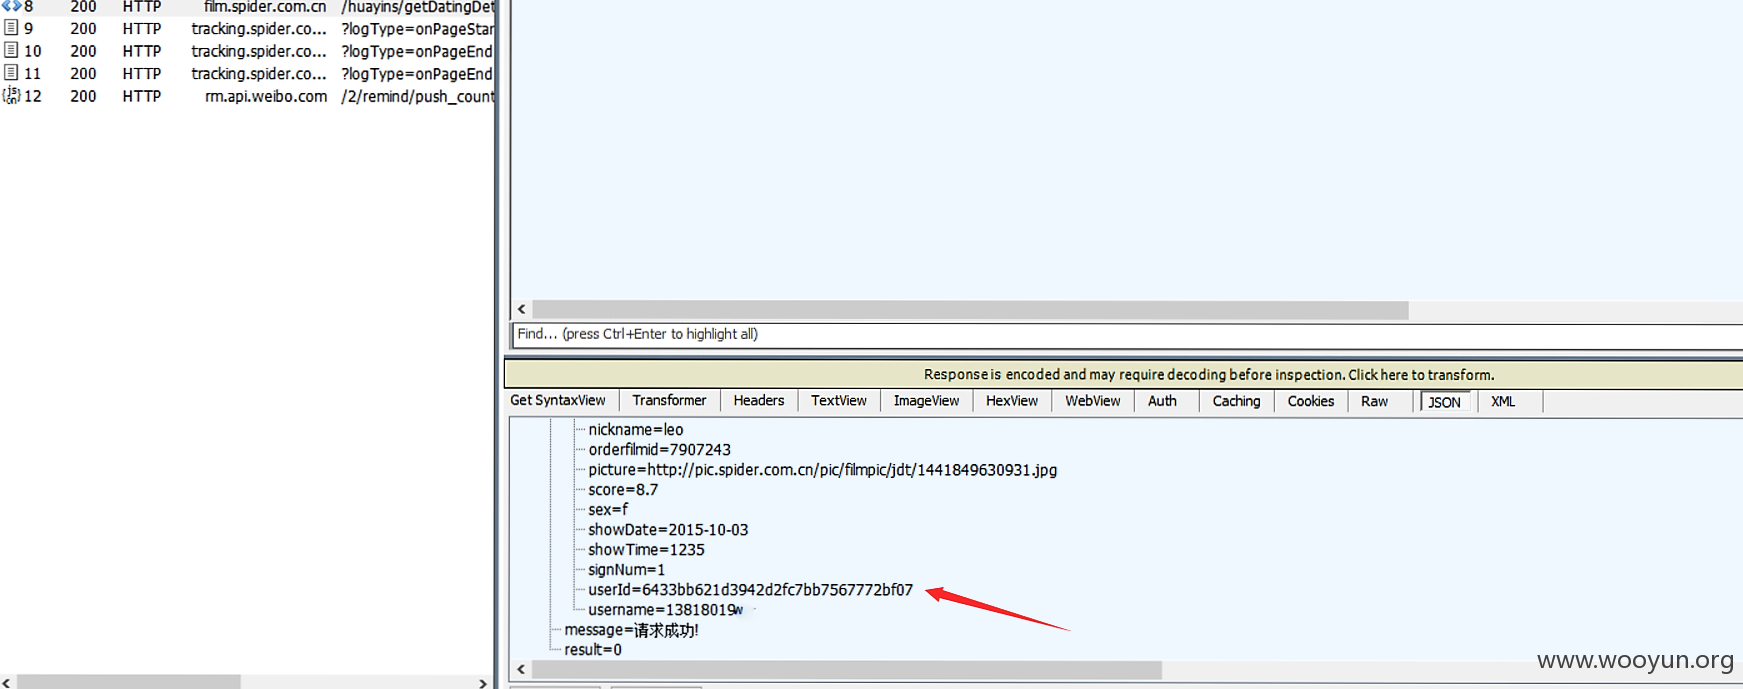 8 200 HTTP film.spider.com.cn /huayins/getDatingDet
9 200 HTTP tracking.spider.co... ?logType=onPageStar
10 200 HTTP tracking.spider.co... ?logType=onPageEnd
11 200 HTTP tracking.spider.co... ?logType=onPageEnd
12 200 HTTP rm.api.weibo.com /2/remind/push_count
Find... (press Ctrl+Enter to highlight all)
Response is encoded and may require decoding before inspection. Click here to transform.
Get SyntaxView Transformer Headers TextView ImageView HexView WebView Auth Caching Cookies Raw JSON XML
nickname=leo
orderfilmid=7907243
picture=http://pic.spider.com.cn/pic/filmpic/jdt/1441849630931.jpg
score=8.7
sex=f
showDate=2015-10-03
showTime=1235
signNum=1
userId=6433bb621d3942d2fc7bb7567772bf07
username=13818019
message=请求成功!
result=0
www.wooyun.org